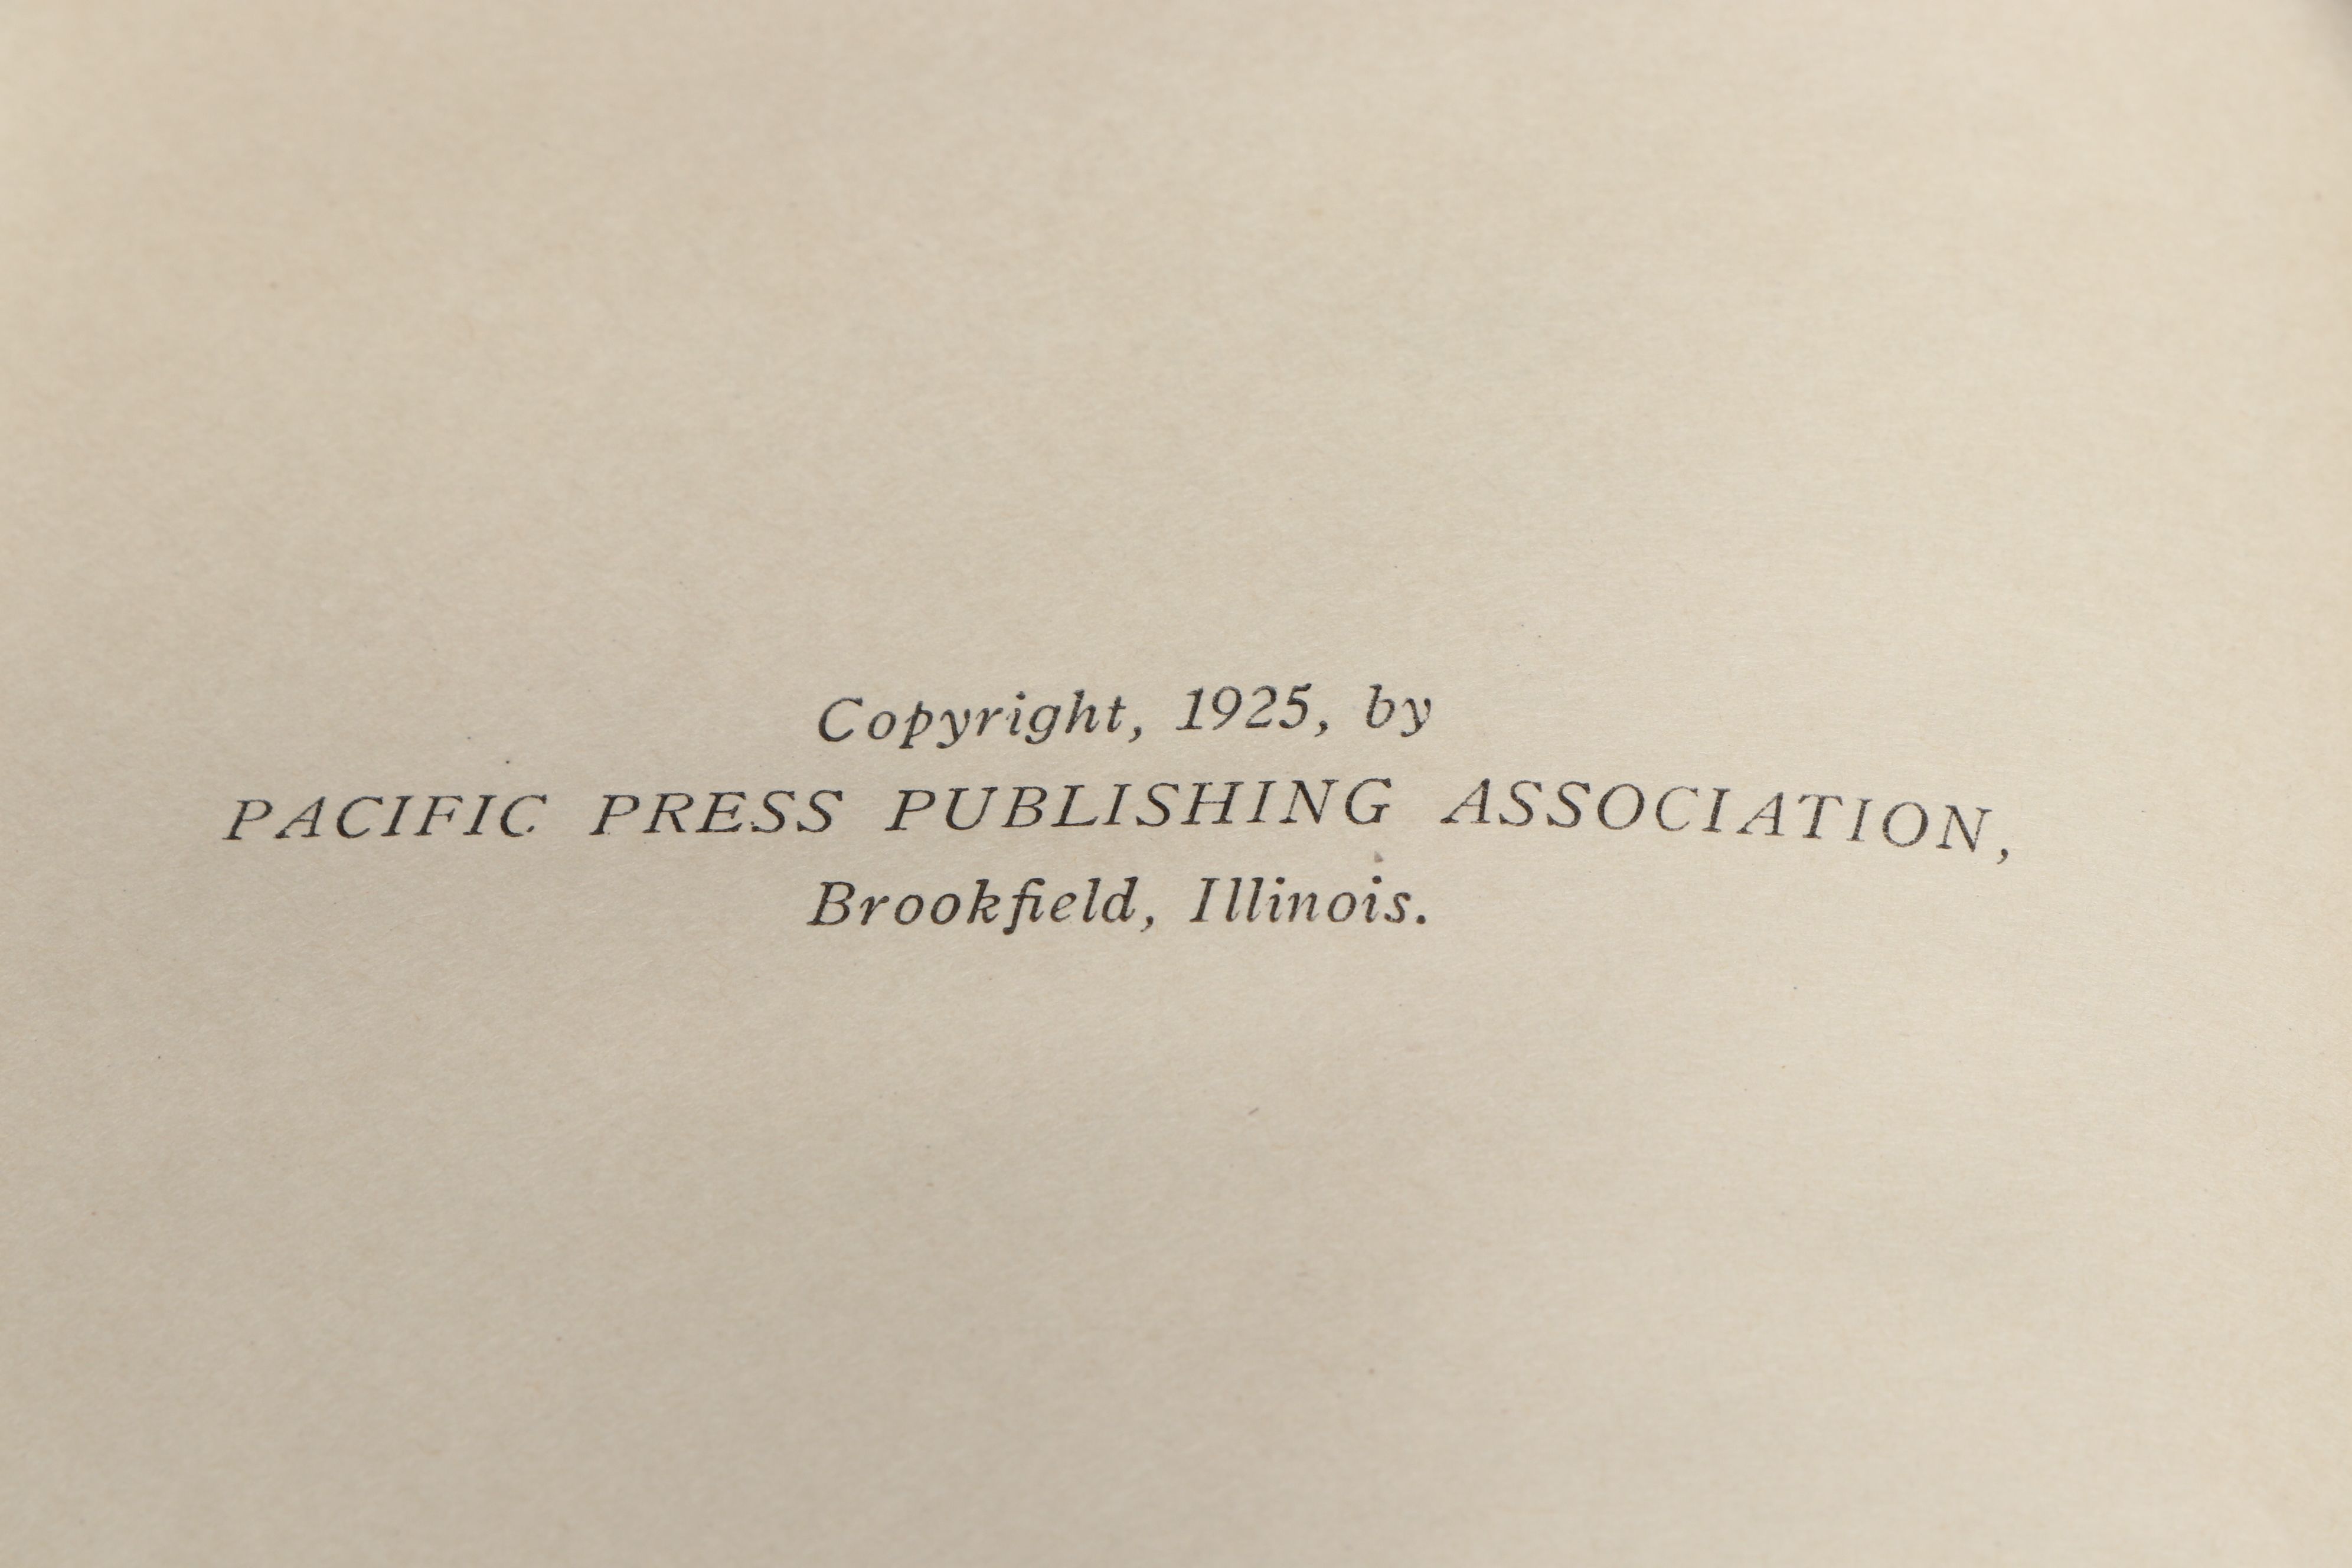 Copyright, 1925, by
PACIFIC PRESS PUBLISHING ASSOCIATION,
Brookfield, Illinois.